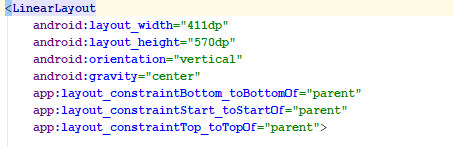 <LinearLayout
android:layout_width="411dp"
android:layout_height="570dp"
android:orientation="vertical"
android:gravity="center"
app:layout_constraintBottom_toBottomOf="parent"
app:layout_constraintStart_toStartOf="parent"
app:layout_constraintTop_toTopOf="parent">